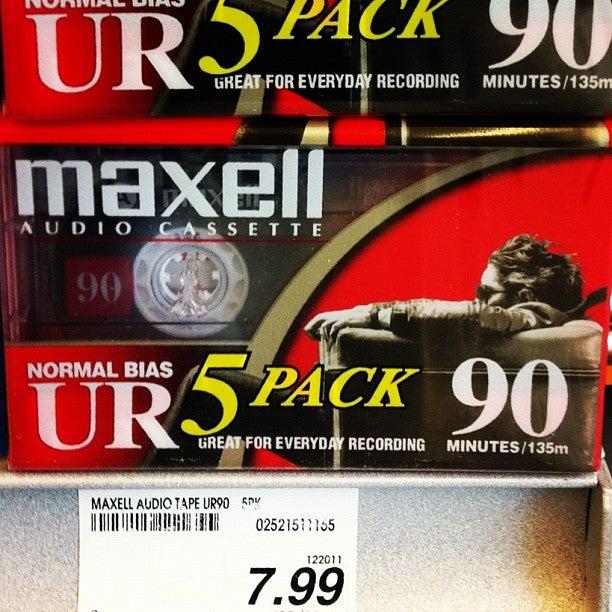 NORMAL BIAS
UR 5 PACK 90
GREAT FOR EVERYDAY RECORDING MINUTES/135m
maxell
AUDIO CASSETTE
90
NORMAL BIAS
UR 5 PACK 90
GREAT FOR EVERYDAY RECORDING MINUTES/135m
MAXELL AUDIO TAPE UR90 5PK
02521511165
122011
7.99